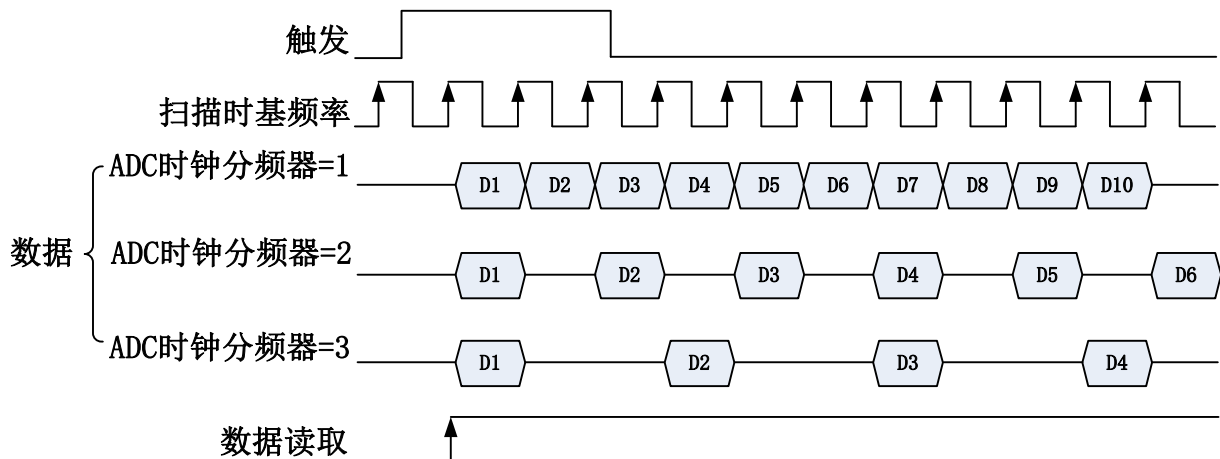 触发
扫描时基频率
ADC时钟分频器=1
D1 D2 D3 D4 D5 D6 D7 D8 D9 D10
数据
ADC时钟分频器=2
D1 D2 D3 D4 D5 D6
ADC时钟分频器=3
D1 D2 D3 D4
数据读取